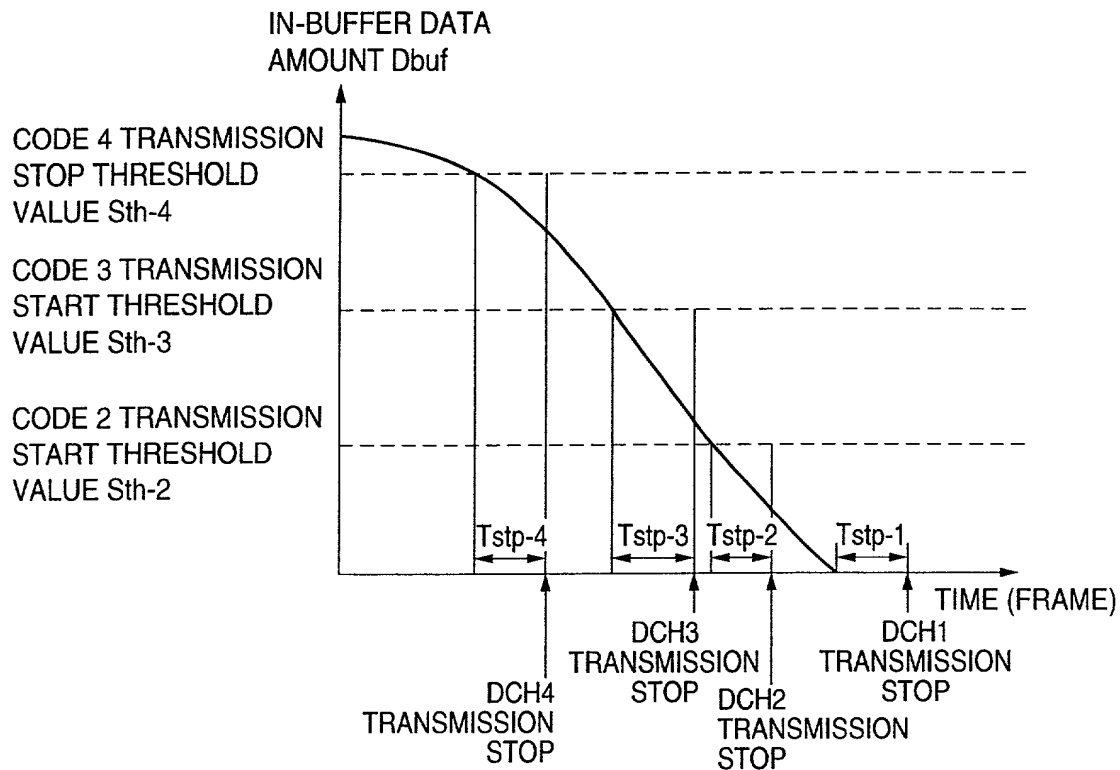 IN-BUFFER DATA
AMOUNT Dbuf
CODE 4 TRANSMISSION
STOP THRESHOLD
VALUE Sth-4
CODE 3 TRANSMISSION
START THRESHOLD
VALUE Sth-3
CODE 2 TRANSMISSION
START THRESHOLD
VALUE Sth-2
Tstp-4
Tstp-3
Tstp-2
Tstp-1
TIME (FRAME)
DCH4
TRANSMISSION
STOP
DCH3
TRANSMISSION
STOP
DCH2
TRANSMISSION
STOP
DCH1
TRANSMISSION
STOP